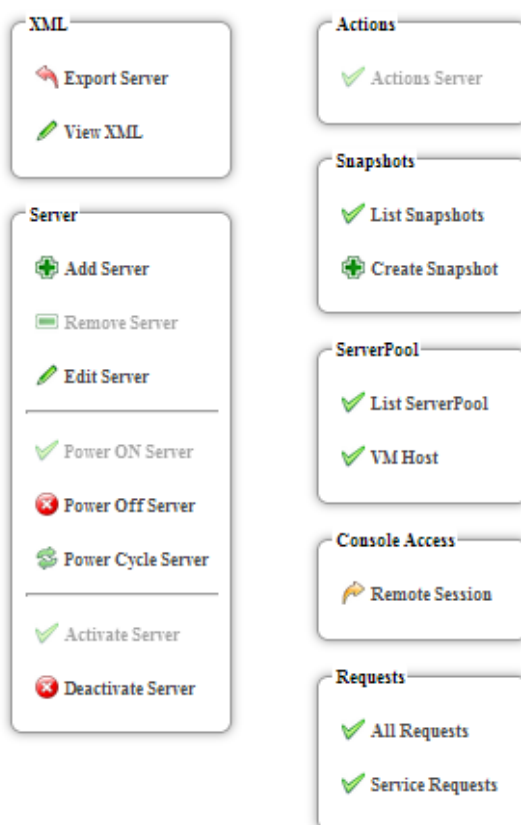 XML
Export Server
View XML
Server
Add Server
Remove Server
Edit Server
Power ON Server
Power Off Server
Power Cycle Server
Activate Server
Deactivate Server
Actions
Actions Server
Snapshots
List Snapshots
Create Snapshot
ServerPool
List ServerPool
VM Host
Console Access
Remote Session
Requests
All Requests
Service Requests